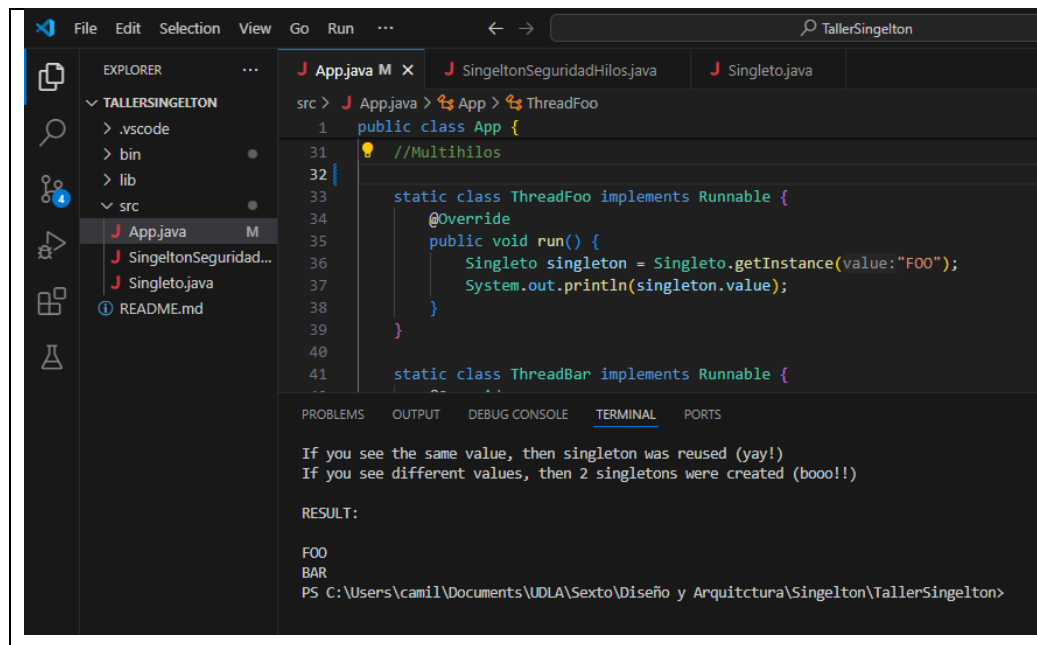 File Edit Selection View Go Run ··· ← → TallerSingelton
EXPLORER ···
TALLERSINGELTON
.vscode
bin
lib
src
J App.java M
J SingeltonSeguridad...
J Singleto.java
README.md
4
J App.java M × J SingeltonSeguridadHilos.java J Singleto.java
src > J App.java > App > ThreadFoo
1 public class App {
31 //Multihilos
32
33 static class ThreadFoo implements Runnable {
34 @Override
35 public void run() {
36 Singleto singleton = Singleto.getInstance(value:"FOO");
37 System.out.println(singleton.value);
38 }
39 }
40
41 static class ThreadBar implements Runnable {
PROBLEMS OUTPUT DEBUG CONSOLE TERMINAL PORTS
If you see the same value, then singleton was reused (yay!)
If you see different values, then 2 singletons were created (booo!!)
RESULT:
FOO
BAR
PS C:\Users\camil\Documents\UDLA\Sexto\Diseño y Arquitctura\Singelton\TallerSingelton>